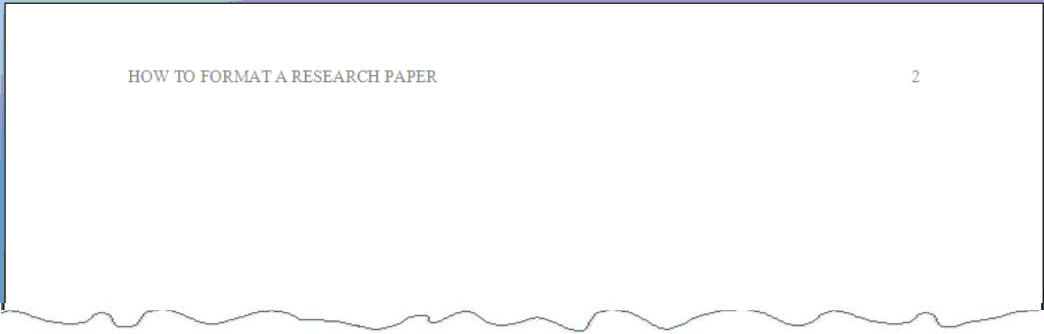 HOW TO FORMAT A RESEARCH PAPER 2